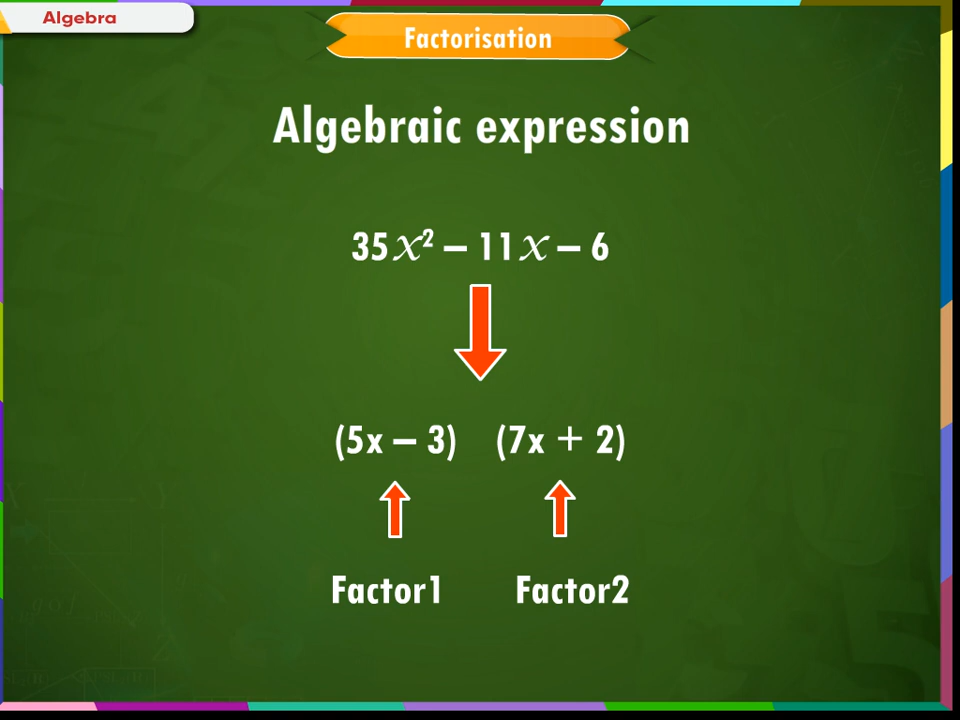 Algebra
Factorisation
Algebraic expression
35x² – 11x – 6
(5x – 3) (7x + 2)
Factor1 Factor2